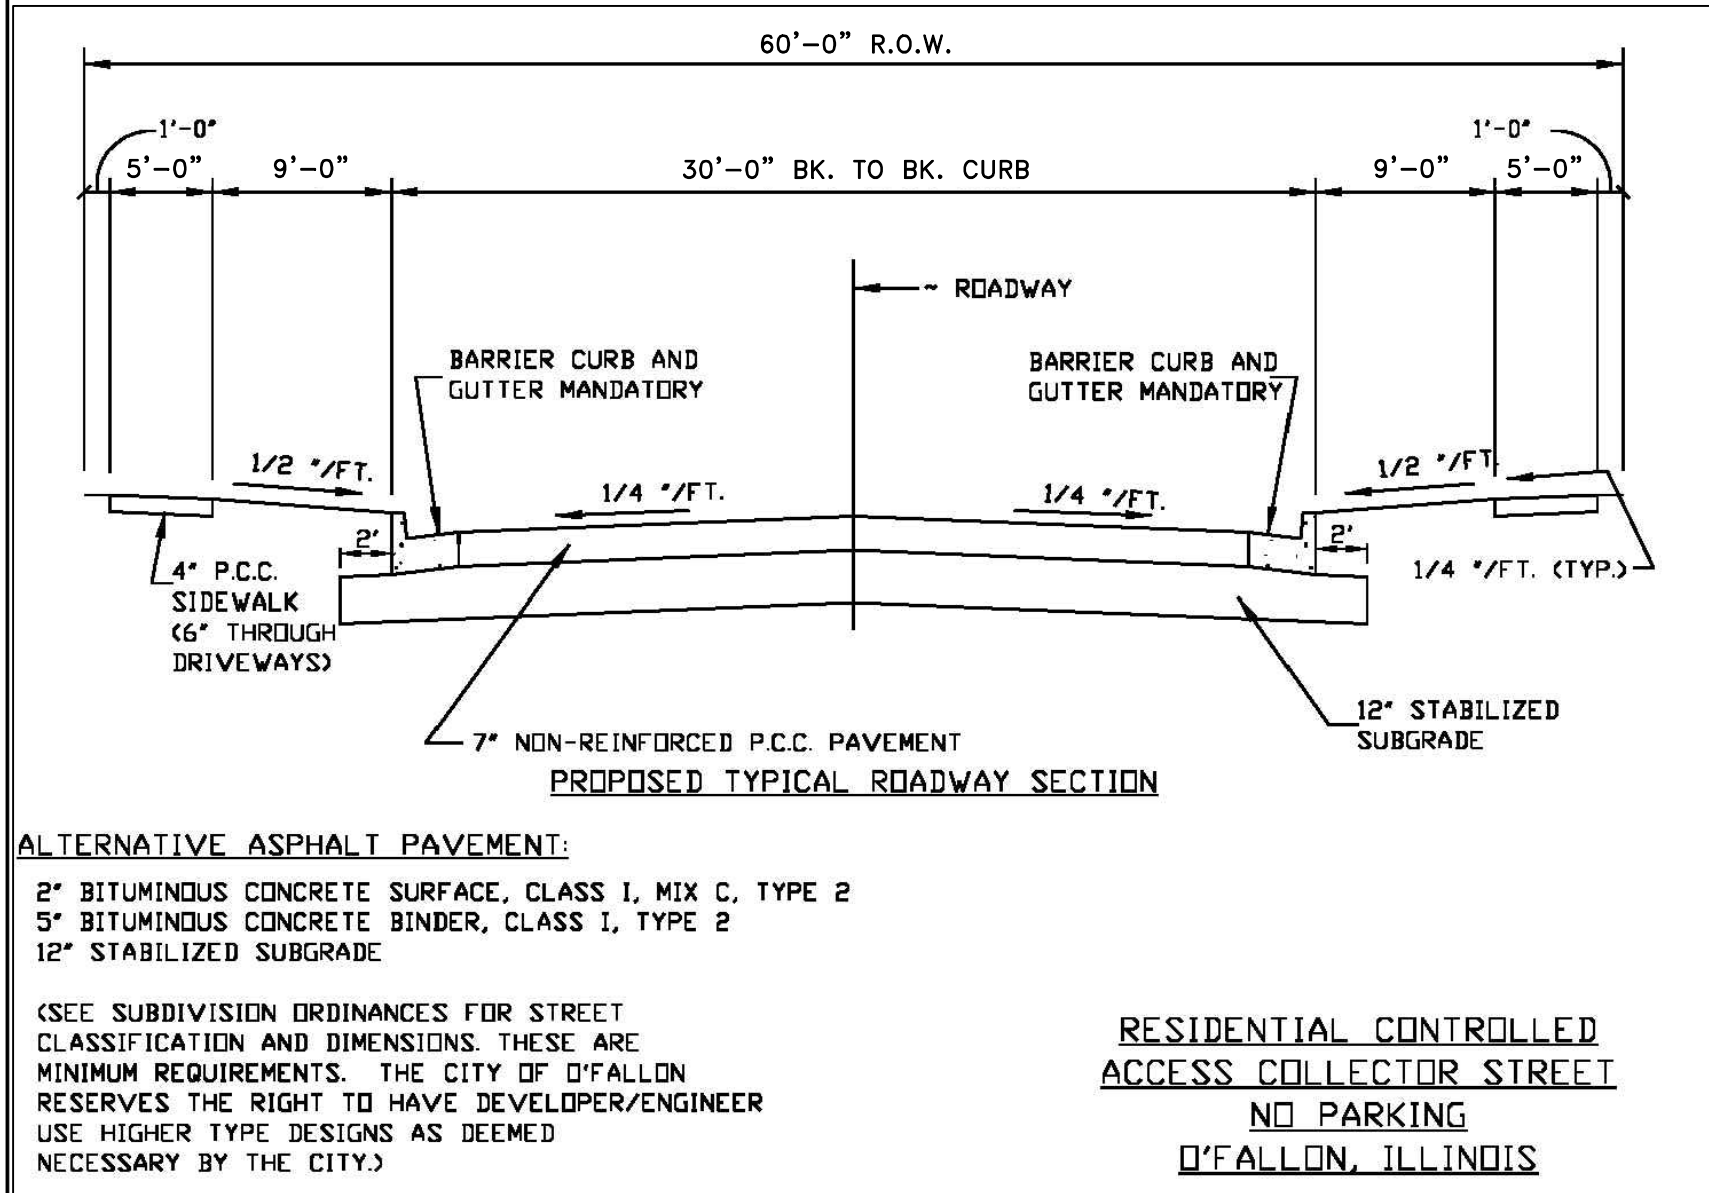 60'-0" R.O.W.
1'-0"
1'-0"
5'-0"
9'-0"
30'-0" BK. TO BK. CURB
9'-0"
5'-0"
~ ROADWAY
BARRIER CURB AND
GUTTER MANDATORY
BARRIER CURB AND
GUTTER MANDATORY
1/2 "/FT.
1/4 "/FT.
1/4 "/FT.
1/2 "/FT.
2'
2'
4" P.C.C.
SIDEWALK
(6" THROUGH
DRIVEWAYS)
1/4 "/FT. (TYP.)
7" NON-REINFORCED P.C.C. PAVEMENT
12" STABILIZED
SUBGRADE
PROPOSED TYPICAL ROADWAY SECTION
ALTERNATIVE ASPHALT PAVEMENT:
2" BITUMINOUS CONCRETE SURFACE, CLASS I, MIX C, TYPE 2
5" BITUMINOUS CONCRETE BINDER, CLASS I, TYPE 2
12" STABILIZED SUBGRADE
(SEE SUBDIVISION ORDINANCES FOR STREET
CLASSIFICATION AND DIMENSIONS. THESE ARE
MINIMUM REQUIREMENTS. THE CITY OF O'FALLON
RESERVES THE RIGHT TO HAVE DEVELOPER/ENGINEER
USE HIGHER TYPE DESIGNS AS DEEMED
NECESSARY BY THE CITY.)
RESIDENTIAL CONTROLLED
ACCESS COLLECTOR STREET
NO PARKING
O'FALLON, ILLINOIS